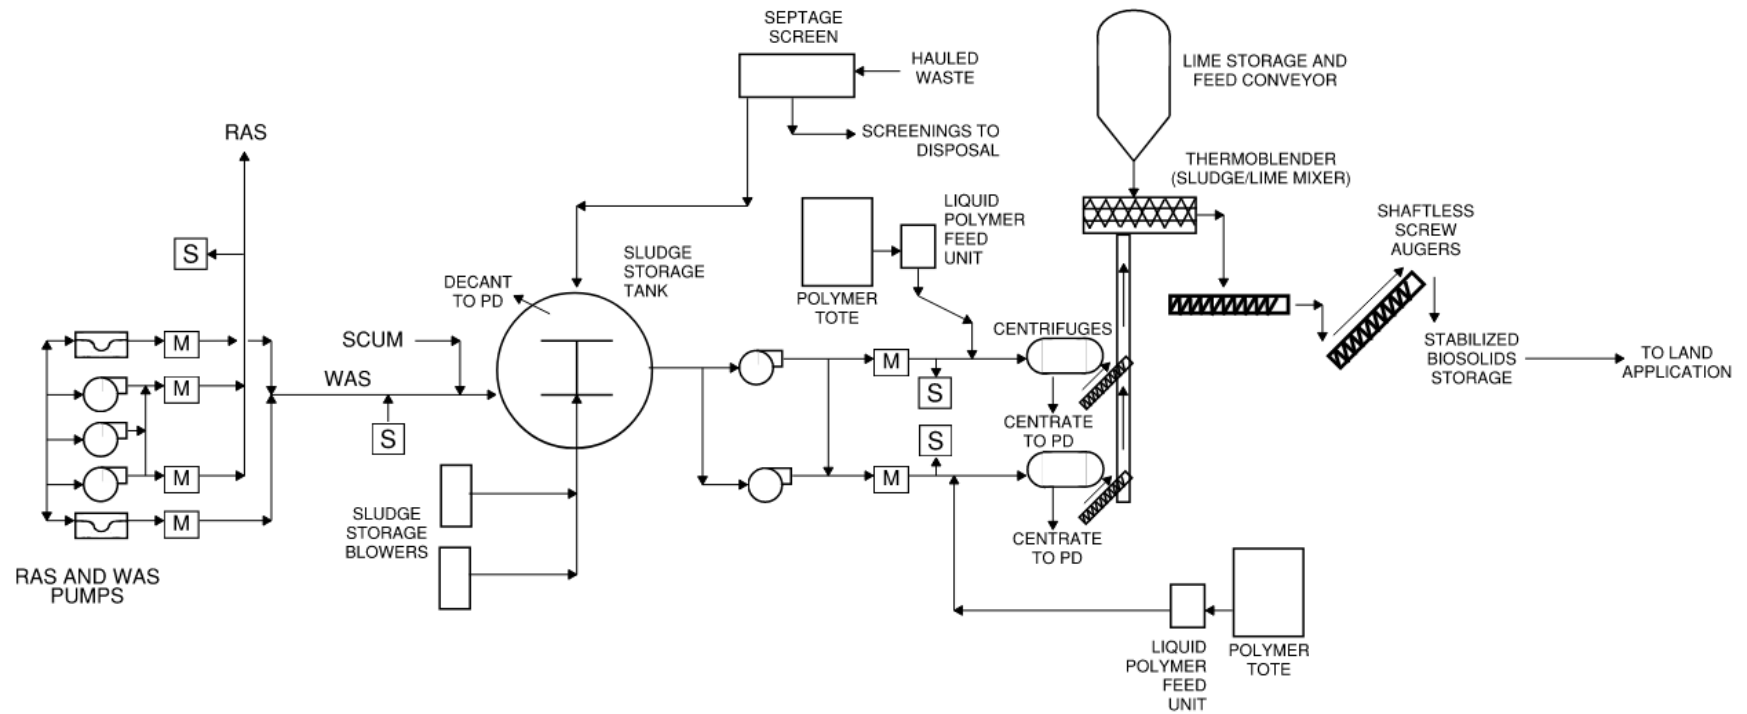 SEPTAGE
SCREEN
HAULED
WASTE
SCREENINGS TO
DISPOSAL
LIME STORAGE AND
FEED CONVEYOR
THERMOBLENDER
(SLUDGE/LIME MIXER)
SHAFTLESS
SCREW
AUGERS
STABILIZED
BIOSOLIDS
STORAGE
TO LAND
APPLICATION
RAS
S
LIQUID
POLYMER
FEED
UNIT
POLYMER
TOTE
SLUDGE
STORAGE
TANK
DECANT
TO PD
SCUM
WAS
S
M
M
M
M
RAS AND WAS
PUMPS
SLUDGE
STORAGE
BLOWERS
M
S
CENTRIFUGES
CENTRATE
TO PD
S
M
CENTRATE
TO PD
LIQUID
POLYMER
FEED
UNIT
POLYMER
TOTE